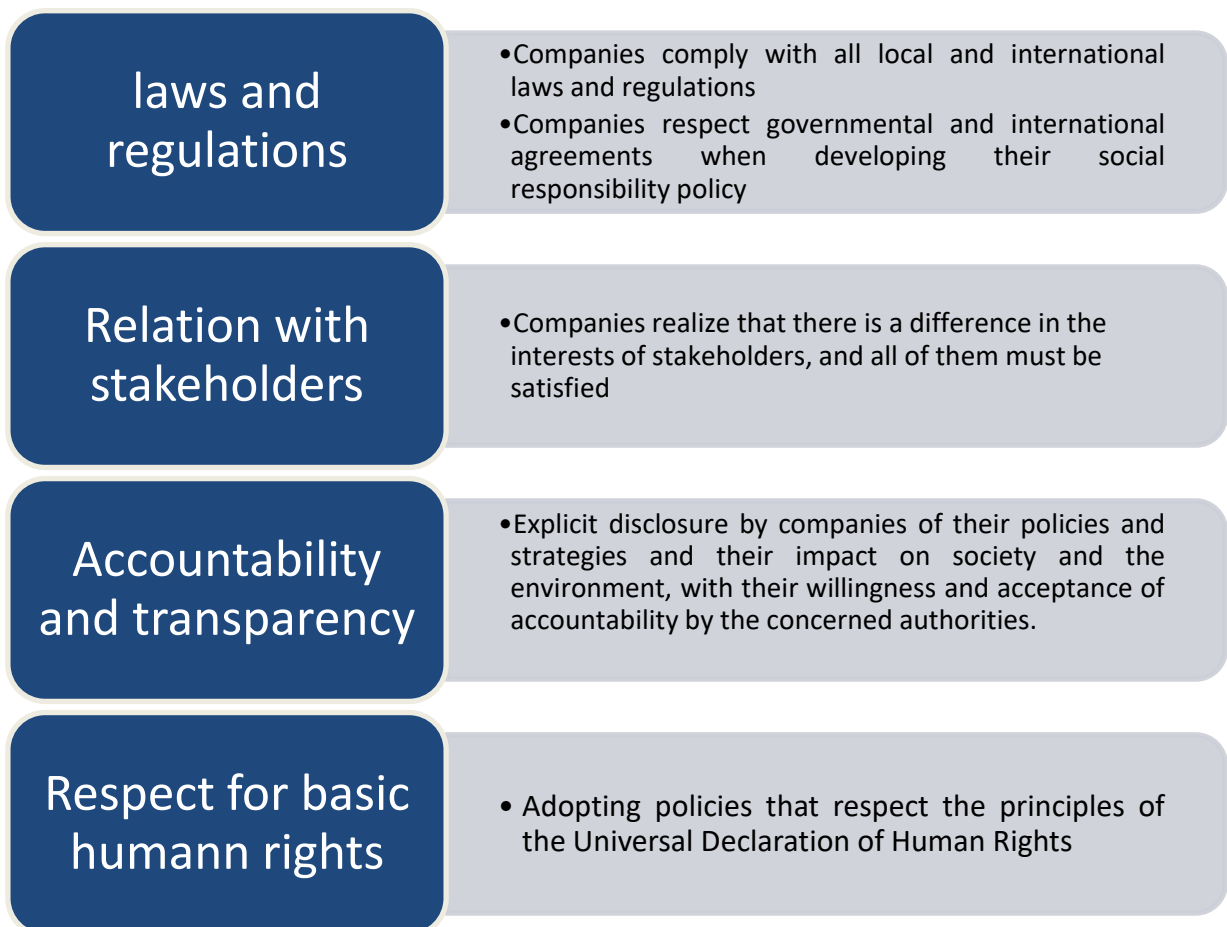 laws and
regulations
•Companies comply with all local and international
laws and regulations
•Companies respect governmental and international
agreements when developing their social
responsibility policy
Relation with
stakeholders
•Companies realize that there is a difference in the
interests of stakeholders, and all of them must be
satisfied
Accountability
and transparency
•Explicit disclosure by companies of their policies and
strategies and their impact on society and the
environment, with their willingness and acceptance of
accountability by the concerned authorities.
Respect for basic
humann rights
• Adopting policies that respect the principles of
the Universal Declaration of Human Rights